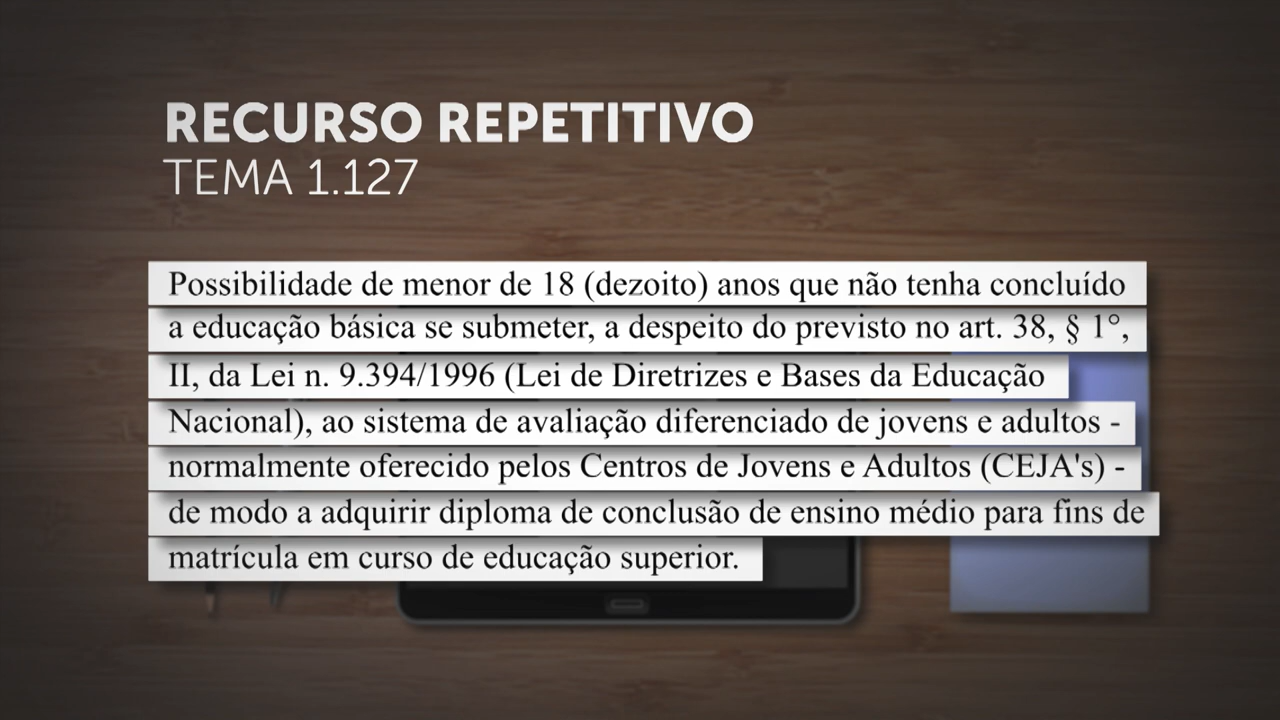 RECURSO REPETITIVO
TEMA 1.127
Possibilidade de menor de 18 (dezoito) anos que não tenha concluído
a educação básica se submeter, a despeito do previsto no art. 38, § 1°,
II, da Lei n. 9.394/1996 (Lei de Diretrizes e Bases da Educação
Nacional), ao sistema de avaliação diferenciado de jovens e adultos -
normalmente oferecido pelos Centros de Jovens e Adultos (CEJA's) -
de modo a adquirir diploma de conclusão de ensino médio para fins de
matrícula em curso de educação superior.